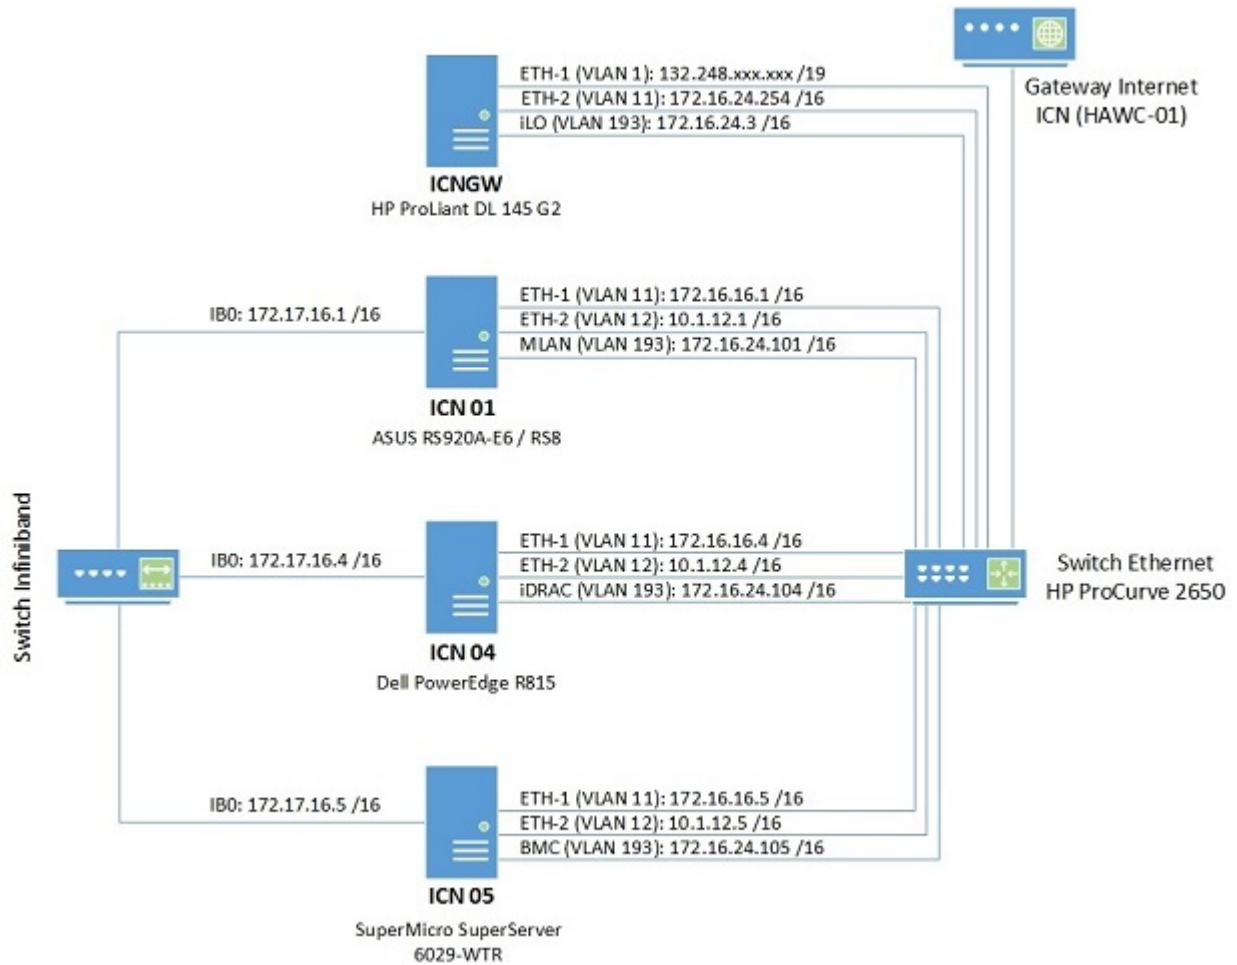 ETH-1 (VLAN 1): 132.248.xxx.xxx /19
ETH-2 (VLAN 11): 172.16.24.254 /16
iLO (VLAN 193): 172.16.24.3 /16
ICNGW
HP ProLiant DL 145 G2
Gateway Internet
ICN (HAWC-01)
IB0: 172.17.16.1 /16
ETH-1 (VLAN 11): 172.16.16.1 /16
ETH-2 (VLAN 12): 10.1.12.1 /16
MLAN (VLAN 193): 172.16.24.101 /16
ICN 01
ASUS RS920A-E6 / RS8
Switch Infiniband
IB0: 172.17.16.4 /16
ETH-1 (VLAN 11): 172.16.16.4 /16
ETH-2 (VLAN 12): 10.1.12.4 /16
iDRAC (VLAN 193): 172.16.24.104 /16
ICN 04
Dell PowerEdge R815
Switch Ethernet
HP ProCurve 2650
IB0: 172.17.16.5 /16
ETH-1 (VLAN 11): 172.16.16.5 /16
ETH-2 (VLAN 12): 10.1.12.5 /16
BMC (VLAN 193): 172.16.24.105 /16
ICN 05
SuperMicro SuperServer
6029-WTR